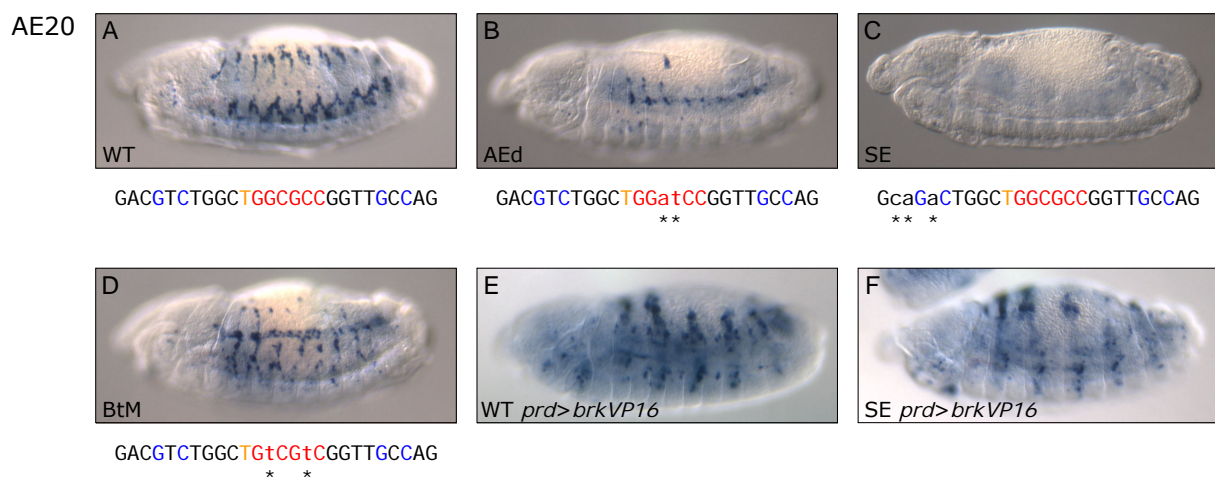 AE20
A
WT
B
AEd
C
SE
GACGTCTGGCTGGCGCCGGTTGCCAG
GACGTCTGGCTGGatCCGGTTGCCAG
**
GcaGaCTGGCTGGCGCCGGTTGCCAG
** *
D
BtM
E
WT prd>brkVP16
F
SE prd>brkVP16
GACGTCTGGCTGtCGtCGGTTGCCAG
* *